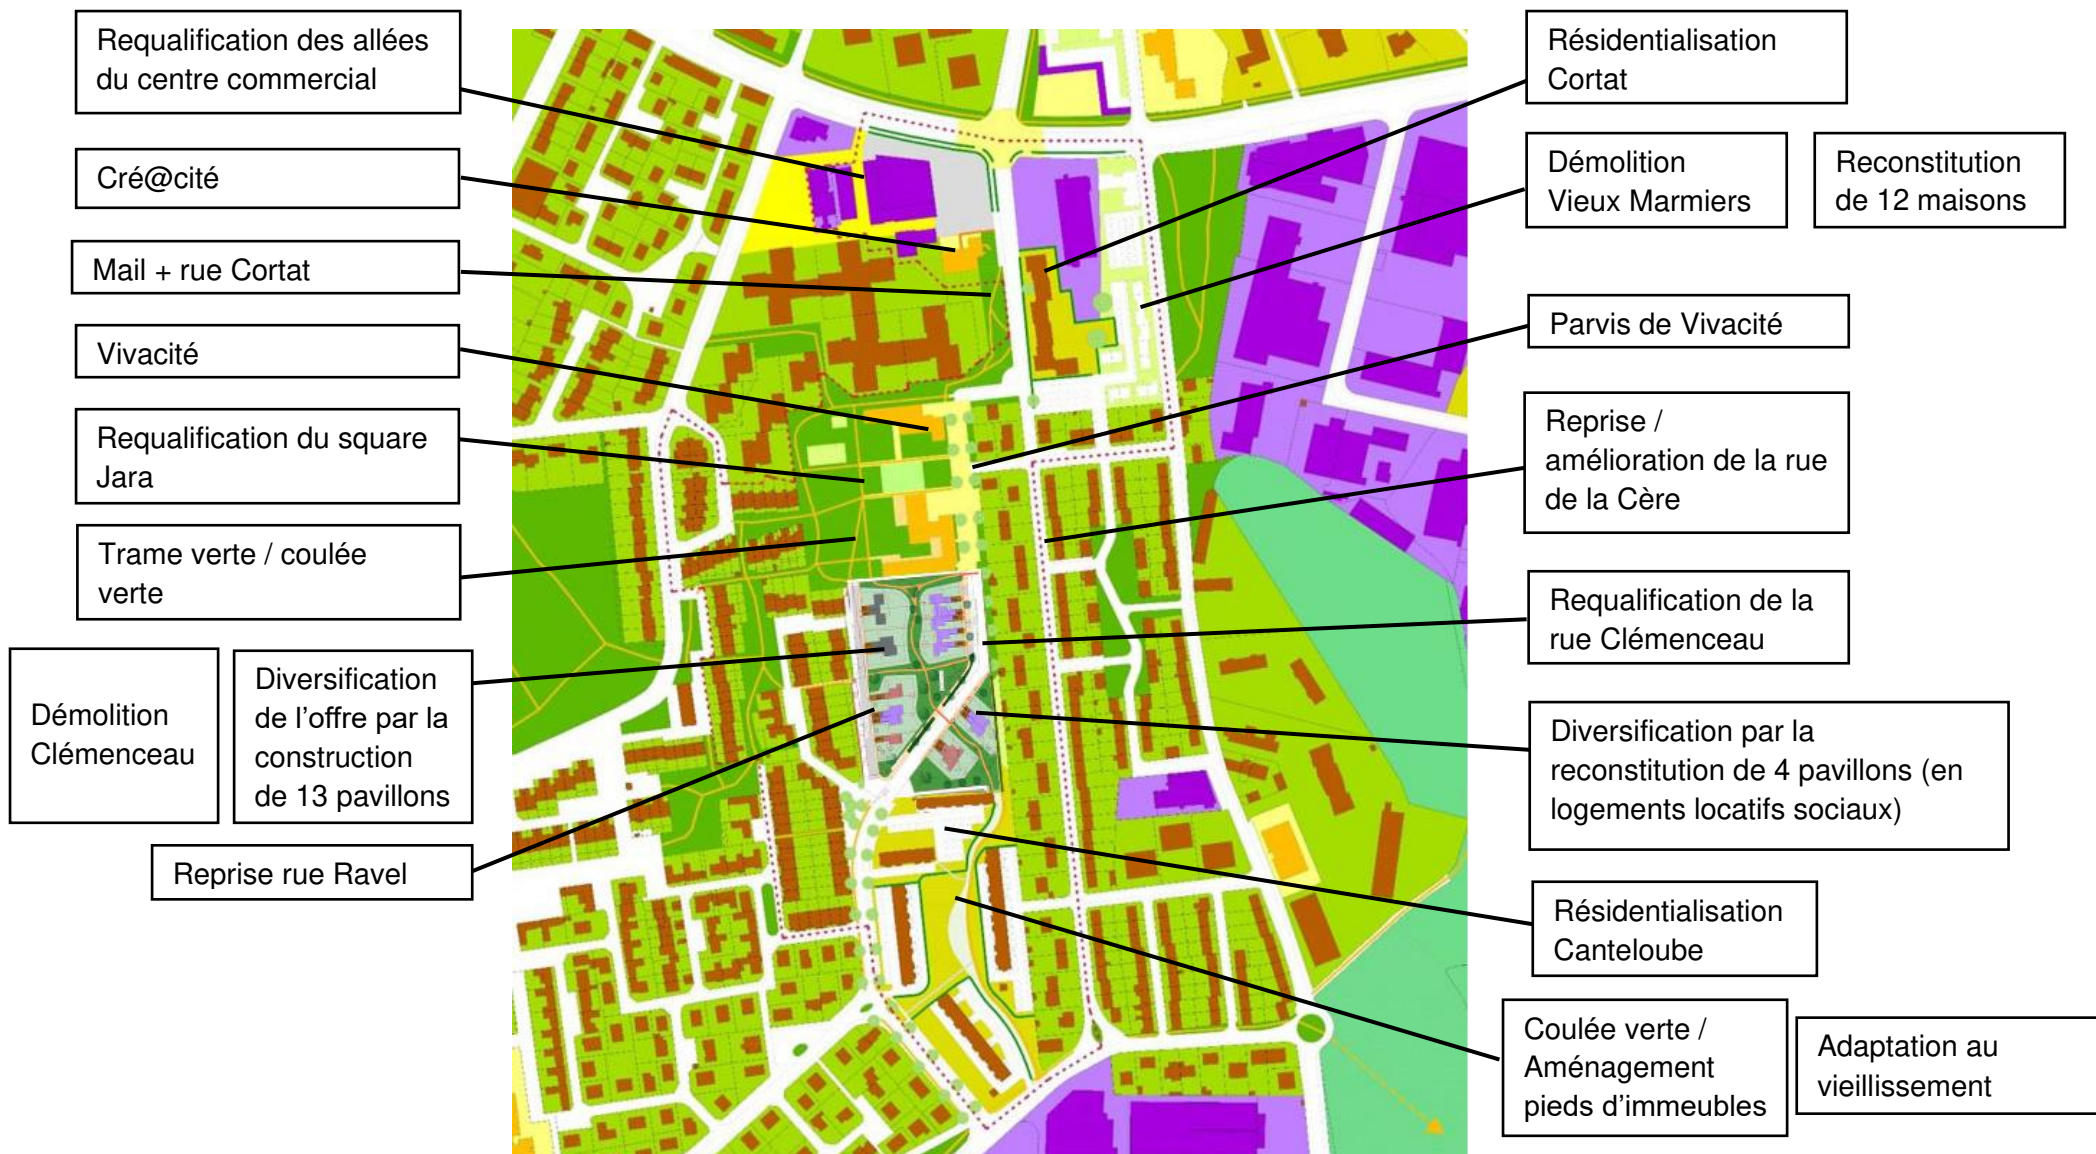 Requalification des allées
du centre commercial
Cré@cité
Mail + rue Cortat
Vivacité
Requalification du square
Jara
Trame verte / coulée
verte
Démolition
Clémenceau
Diversification
de l’offre par la
construction
de 13 pavillons
Reprise rue Ravel
Résidentialisation
Cortat
Démolition
Vieux Marmiers
Reconstitution
de 12 maisons
Parvis de Vivacité
Reprise /
amélioration de la rue
de la Cère
Requalification de la
rue Clémenceau
Diversification par la
reconstitution de 4 pavillons (en
logements locatifs sociaux)
Résidentialisation
Canteloube
Coulée verte /
Aménagement
pieds d’immeubles
Adaptation au
vieillissement